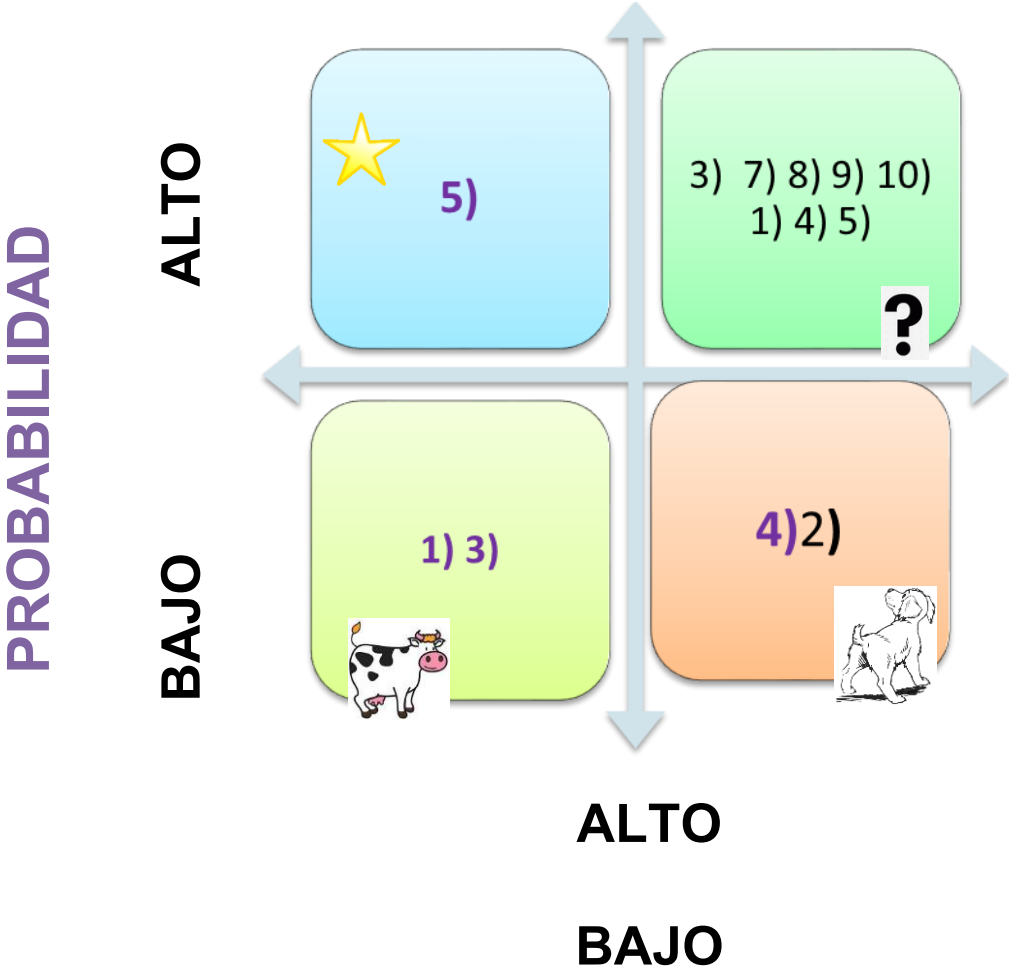 PROBABILIDAD
ALTO
5)
3) 7) 8) 9) 10)
1) 4) 5)
?
BAJO
1) 3)
4)2)
ALTO
BAJO